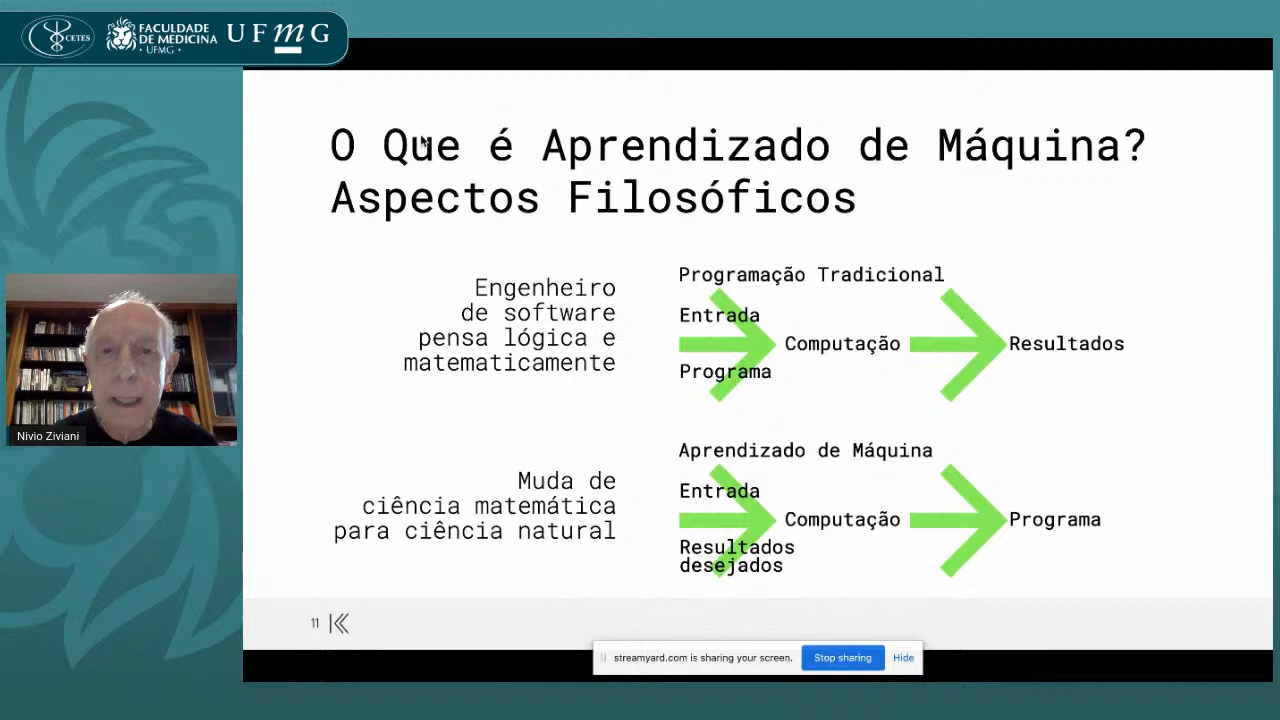 CETES
FACULDADE
DE MEDICINA
• UFMG •
UFmG
O Que é Aprendizado de Máquina?
Aspectos Filosóficos
Engenheiro
de software
pensa lógica e
matematicamente
Programação Tradicional
Entrada
Computação
Resultados
Programa
Muda de
ciência matemática
para ciência natural
Aprendizado de Máquina
Entrada
Computação
Programa
Resultados
desejados
Nivio Ziviani
11
streamyard.com is sharing your screen.
Stop sharing
Hide